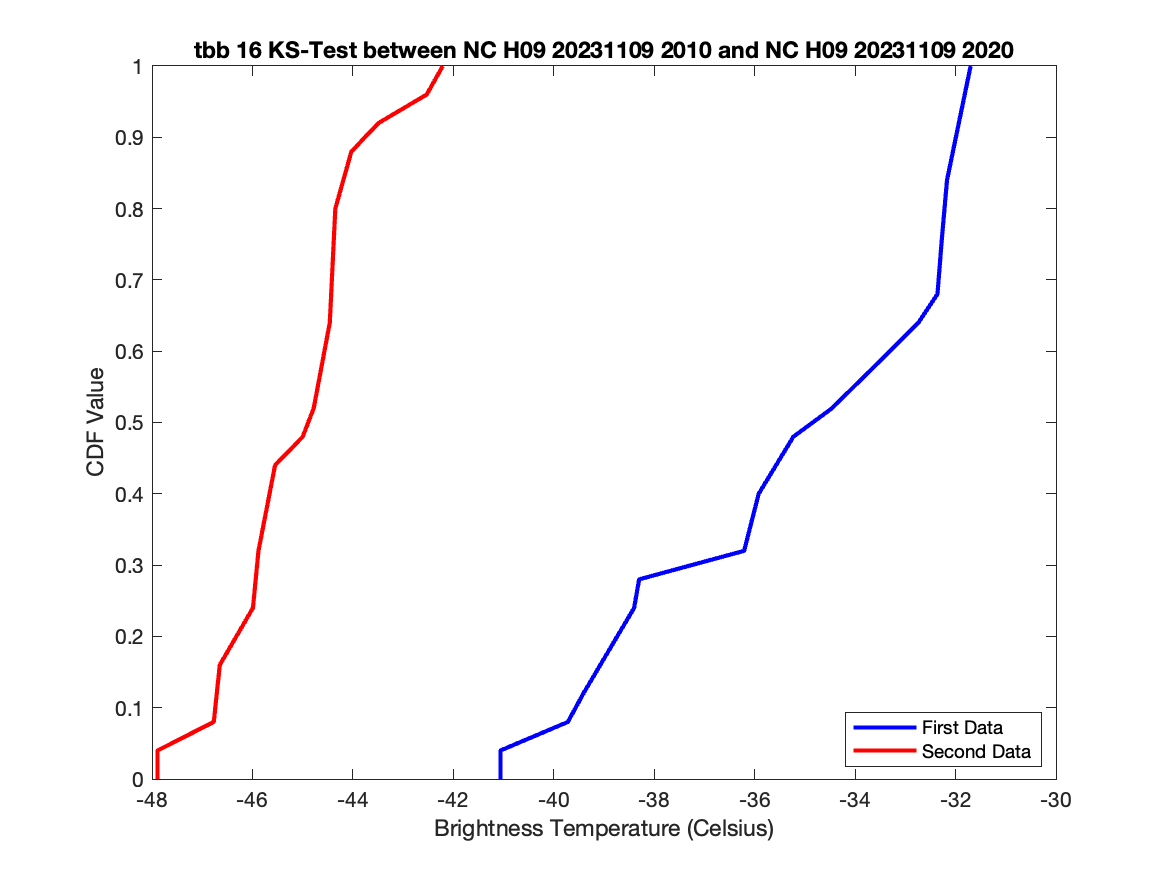 tbb 16 KS-Test between NC H09 20231109 2010 and NC H09 20231109 2020
1
0.9
0.8
0.7
0.6
0.5
0.4
0.3
0.2
0.1
0
CDF Value
First Data
Second Data
-48 -46 -44 -42 -40 -38 -36 -34 -32 -30
Brightness Temperature (Celsius)